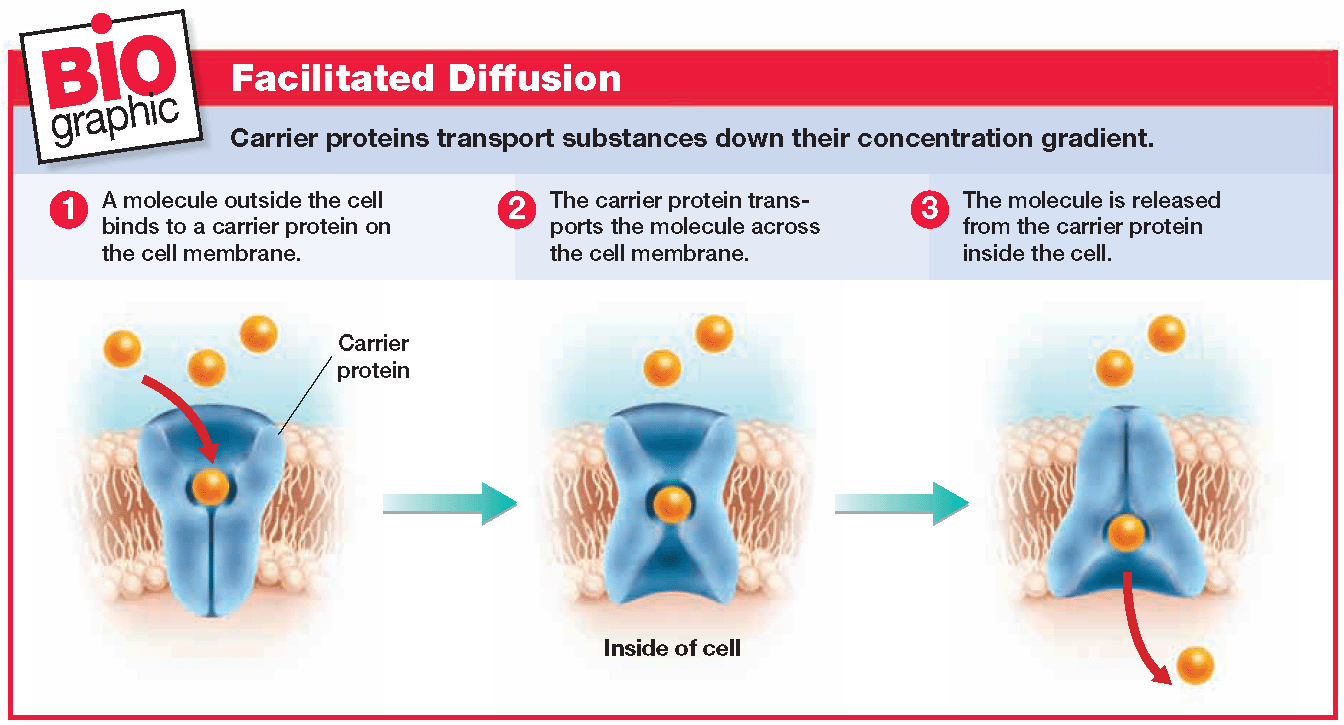 BIO
graphic
Facilitated Diffusion
Carrier proteins transport substances down their concentration gradient.
1 A molecule outside the cell
binds to a carrier protein on
the cell membrane.
2 The carrier protein trans-
ports the molecule across
the cell membrane.
3 The molecule is released
from the carrier protein
inside the cell.
Carrier
protein
Inside of cell